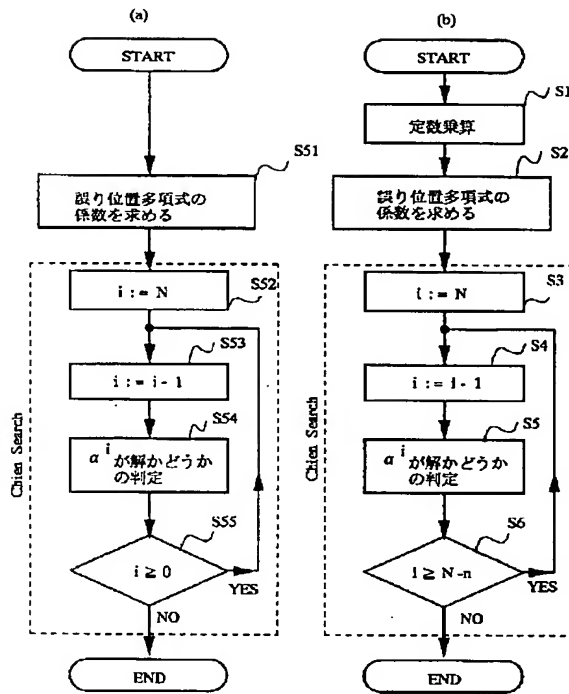 (a)
START
S51
誤り位置多項式の
係数を求める
Chien Search
S52
i := N
S53
i := i - 1
S54
α i が解かどうか
の判定
S55
i ≥ 0
YES
NO
END
(b)
START
S1
定数乗算
S2
誤り位置多項式の
係数を求める
Chien Search
S3
i := N
S4
i := i - 1
S5
α i が解かどうか
の判定
S6
i ≥ N-n
YES
NO
END